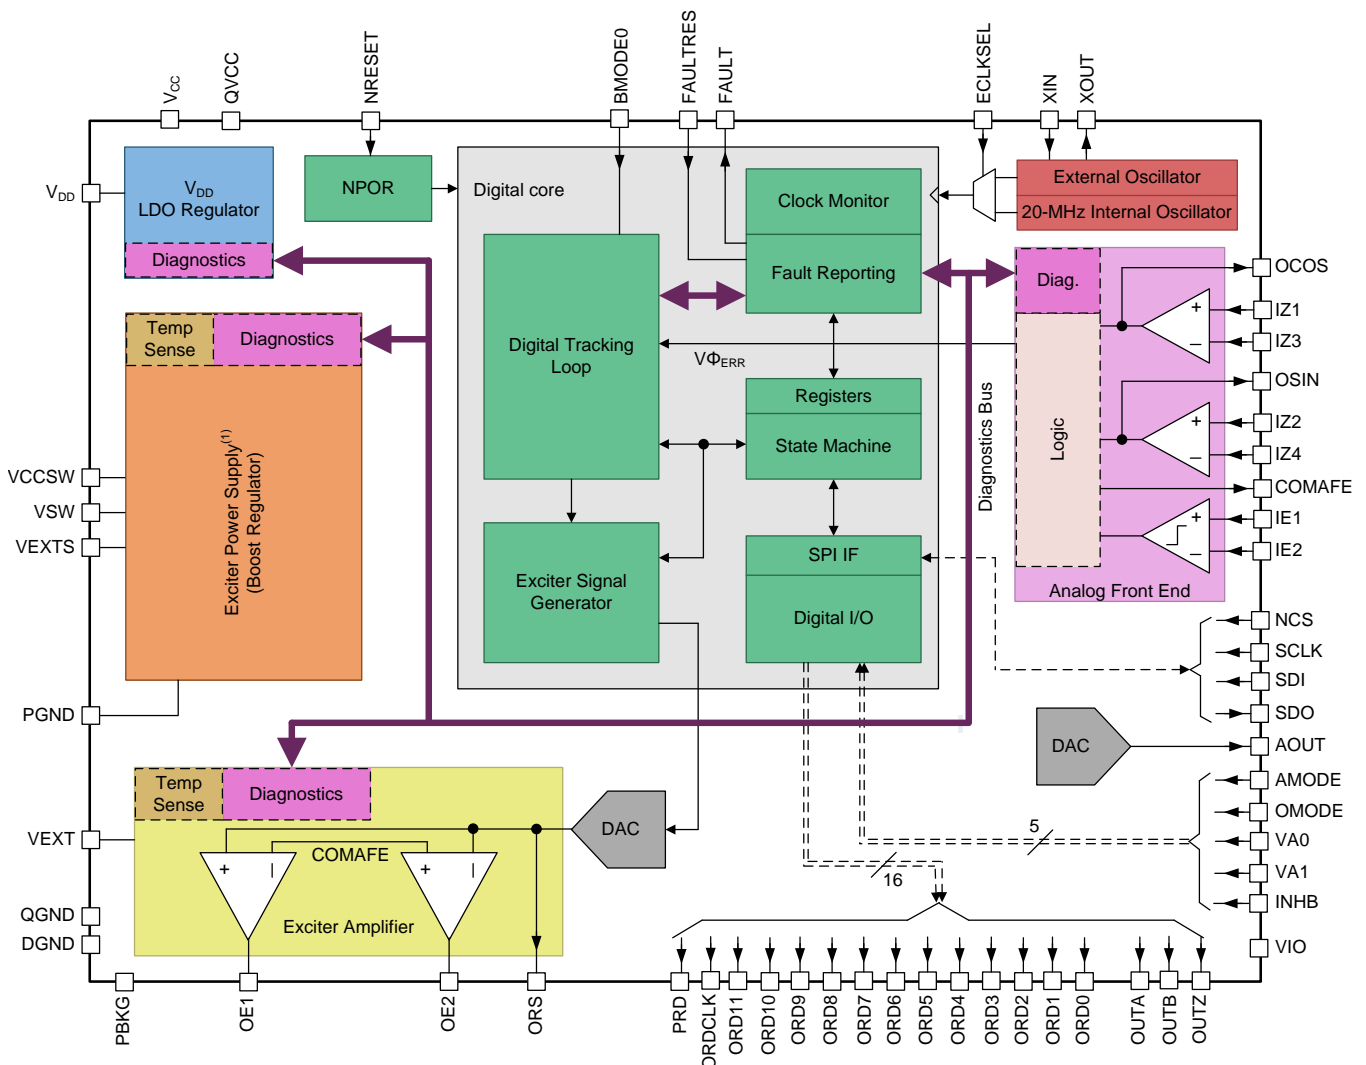 V_CC
QVCC
NRESET
BMODE0
FAULTRES
FAULT
ECLKSEL
XIN
XOUT
V_DD
V_DD
LDO Regulator
Diagnostics
NPOR
Digital core
Clock Monitor
Fault Reporting
External Oscillator
20-MHz Internal Oscillator
Temp
Sense
Diagnostics
Exciter Power Supply(1)
(Boost Regulator)
VCCSW
VSW
VEXTS
PGND
Digital Tracking
Loop
VΦ_ERR
Registers
State Machine
Exciter Signal
Generator
SPI IF
Digital I/O
Diagnostics Bus
Diag.
Logic
Analog Front End
+
–
+
–
+
–
OCOS
IZ1
IZ3
OSIN
IZ2
IZ4
COMAFE
IE1
IE2
NCS
SCLK
SDI
SDO
DAC
AOUT
AMODE
OMODE
VA0
VA1
INHB
VIO
5
16
Temp
Sense
Diagnostics
DAC
VEXT
COMAFE
+
–
+
–
Exciter Amplifier
QGND
DGND
PBKG
OE1
OE2
ORS
PRD
ORDCLK
ORD11
ORD10
ORD9
ORD8
ORD7
ORD6
ORD5
ORD4
ORD3
ORD2
ORD1
ORD0
OUTA
OUTB
OUTZ